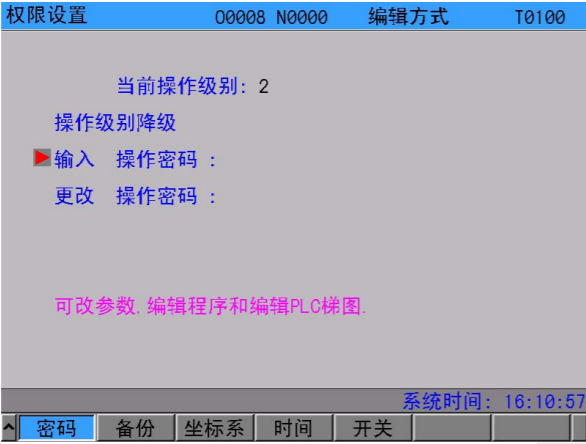 权限设置 O0008 N0000 编辑方式 T0100
当前操作级别: 2
操作级别降级
输入 操作密码 :
更改 操作密码 :
可改参数,编辑程序和编辑PLC梯图.
系统时间: 16:10:57
^ 密码 备份 坐标系 时间 开关